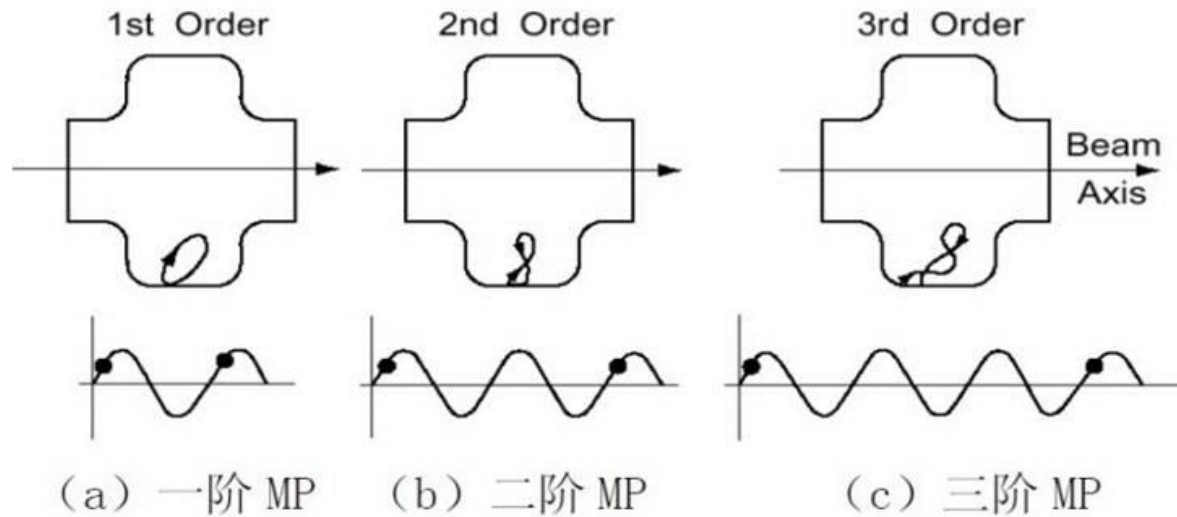 1st Order
2nd Order
3rd Order
Beam
Axis
（a）一阶 MP
（b）二阶 MP
（c）三阶 MP